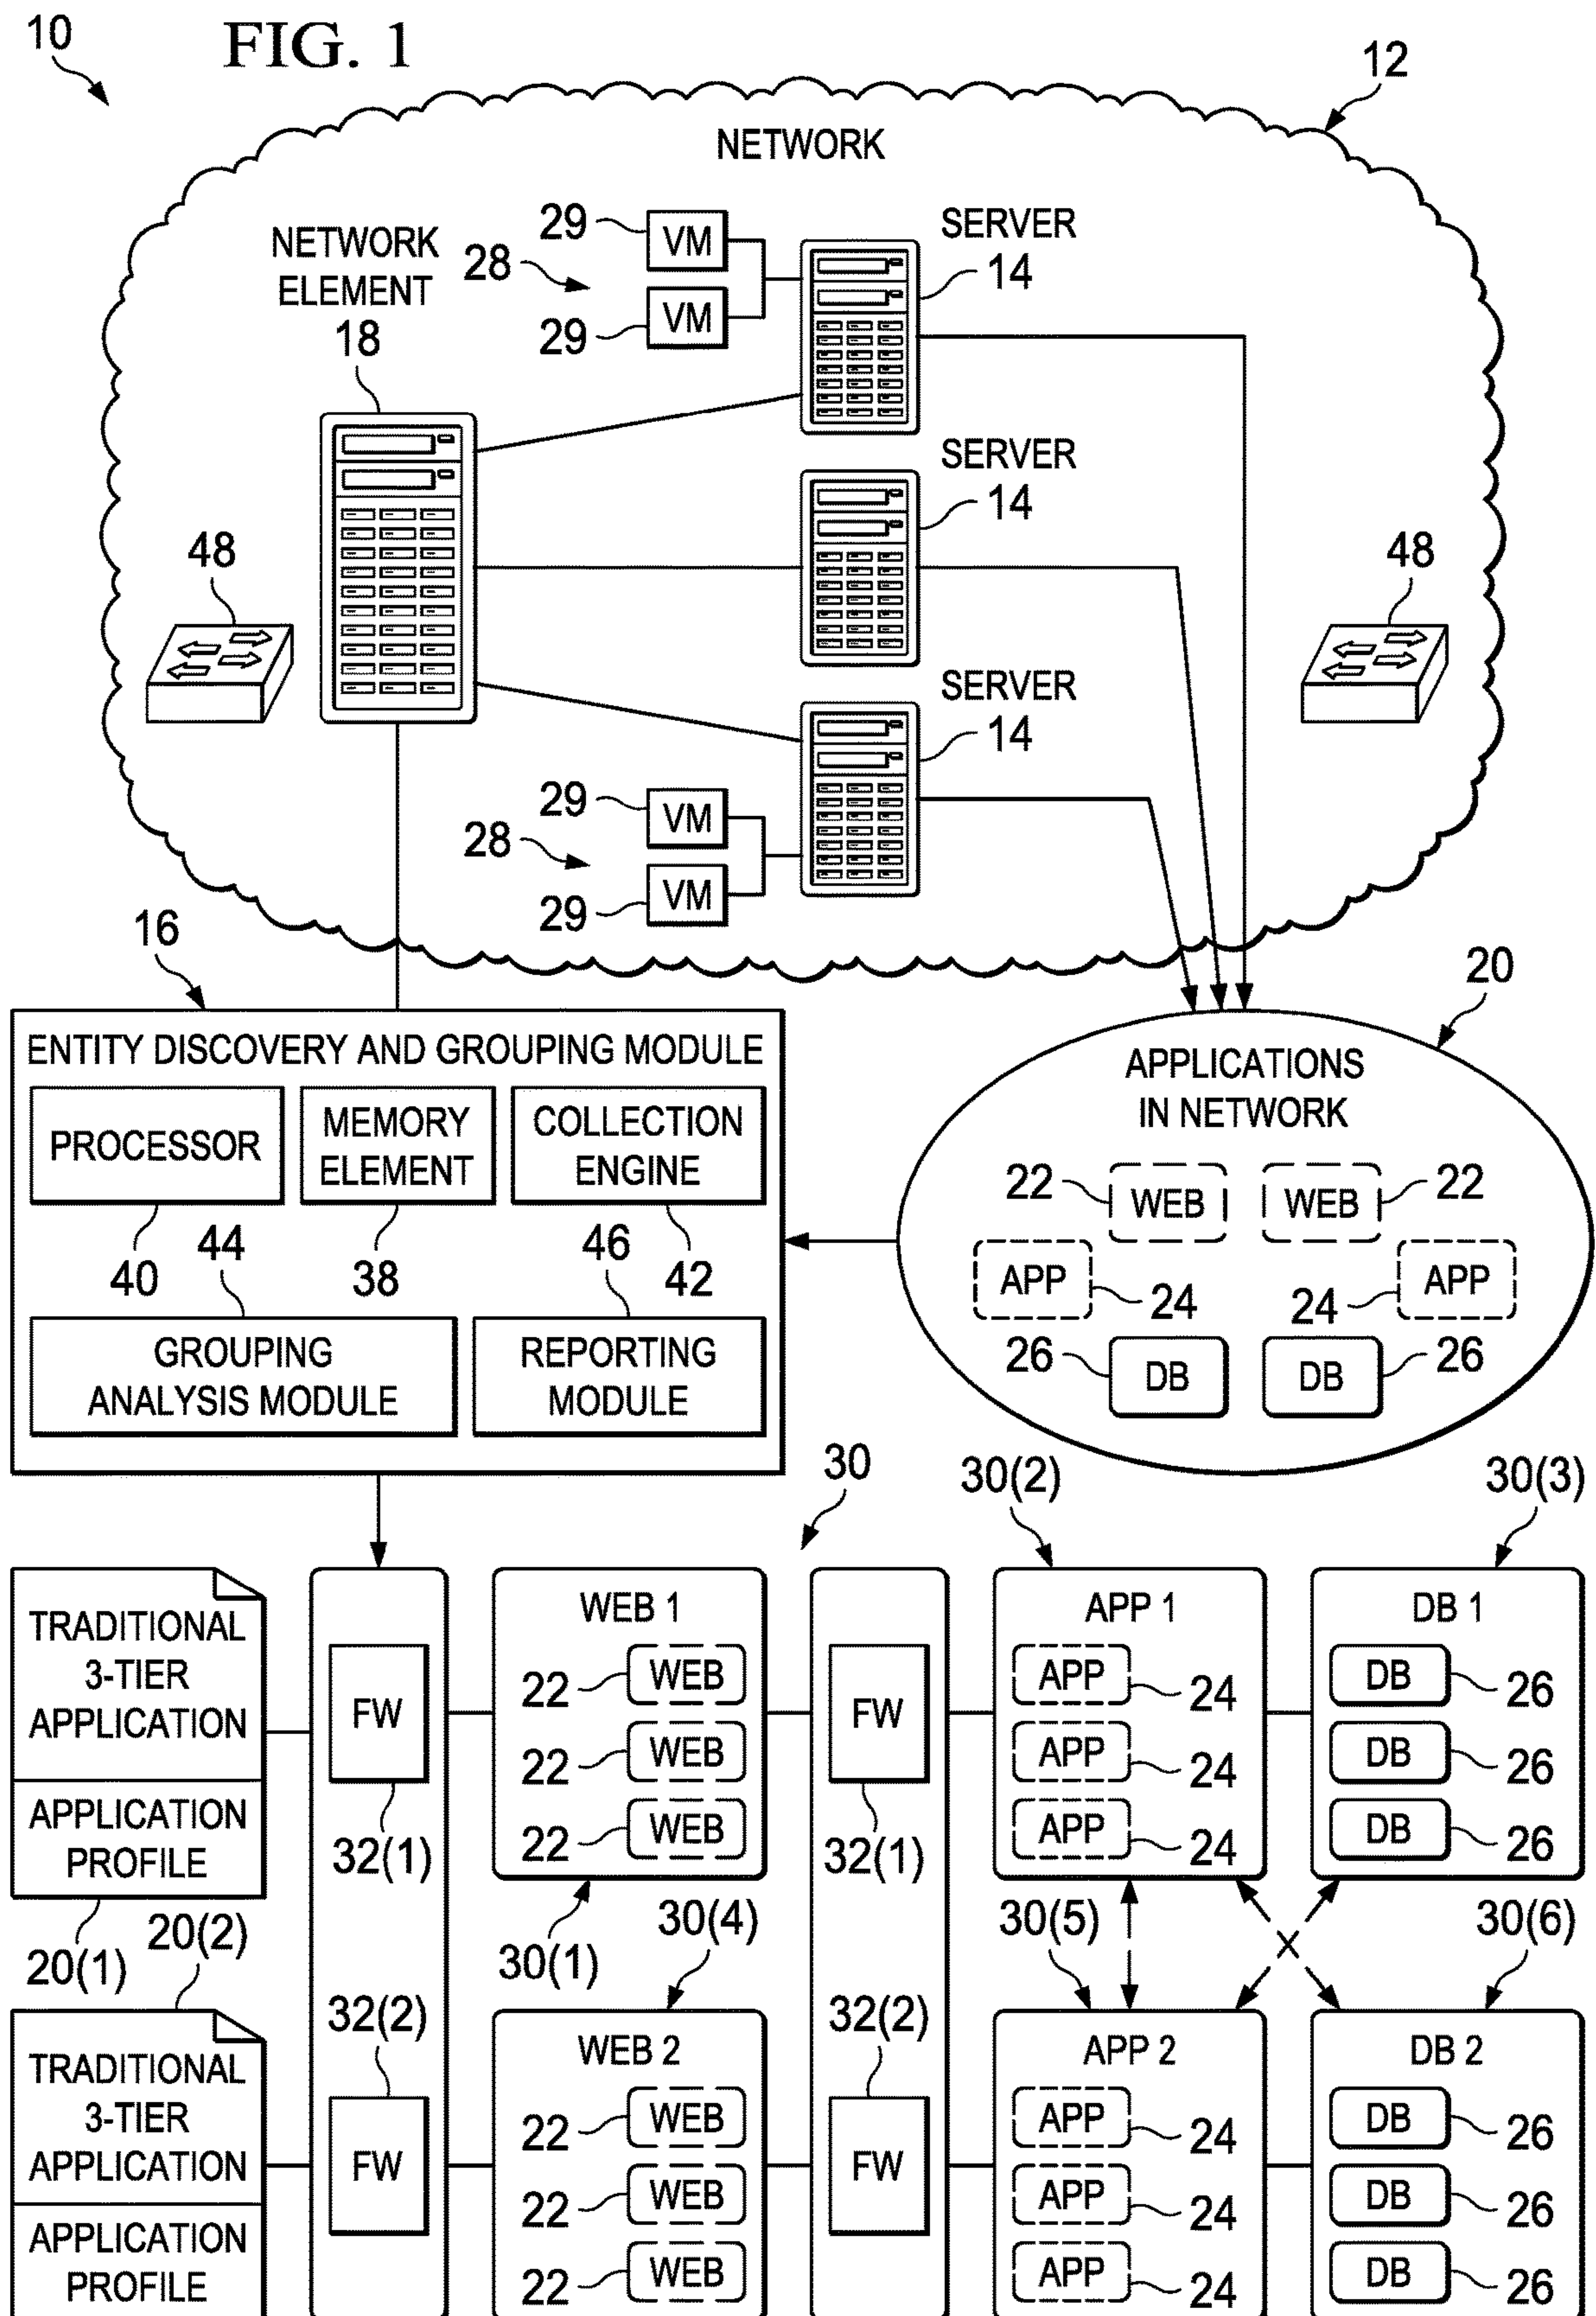 10
FIG. 1
12
NETWORK
NETWORK
ELEMENT
18
29
VM
28
29
VM
SERVER
14
SERVER
14
48
48
SERVER
14
29
VM
28
29
VM
16
20
ENTITY DISCOVERY AND GROUPING MODULE
PROCESSOR
MEMORY
ELEMENT
COLLECTION
ENGINE
40
44
38
46
42
GROUPING
ANALYSIS MODULE
REPORTING
MODULE
APPLICATIONS
IN NETWORK
22
WEB
WEB
22
APP
24
24
APP
26
DB
DB
26
30
30(2)
30(3)
TRADITIONAL
3-TIER
APPLICATION
APPLICATION
PROFILE
20(1)
FW
32(1)
WEB 1
22
WEB
22
WEB
22
WEB
30(1)
FW
32(1)
APP 1
APP
24
APP
24
APP
24
DB 1
DB
26
DB
26
DB
26
20(2)
30(4)
30(5)
30(6)
TRADITIONAL
3-TIER
APPLICATION
APPLICATION
PROFILE
32(2)
FW
WEB 2
22
WEB
22
WEB
22
WEB
32(2)
FW
APP 2
APP
24
APP
24
APP
24
DB 2
DB
26
DB
26
DB
26